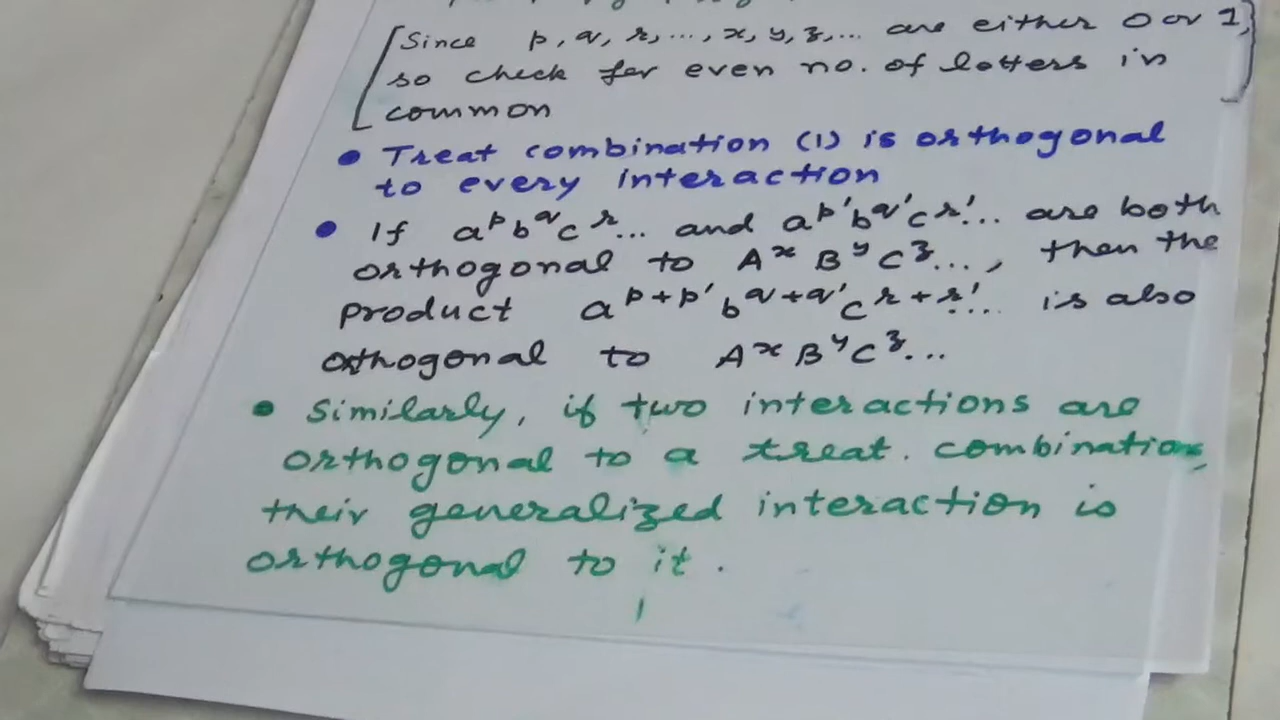 [Since p, q, r, ..., x, y, z, ... are either 0 or 1,
so check for even no. of letters in
common]
• Treat combination (1) is orthogonal
to every interaction
• If a^p b^q c^r... and a^p' b^q' c^r'... are both
orthogonal to A^x B^y C^z..., then the
product a^p+p' b^q+q' c^r+r'... is also
orthogonal to A^x B^y C^z...
• Similarly, if two interactions are
orthogonal to a treat. combination,
their generalized interaction is
orthogonal to it.